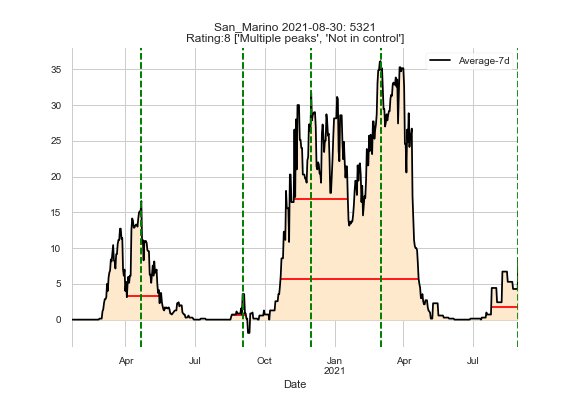 San_Marino 2021-08-30: 5321
Rating:8 ['Multiple peaks', 'Not in control']
Average-7d
35
30
25
20
15
10
5
0
Apr Jul Oct Jan Apr Jul
2021
Date